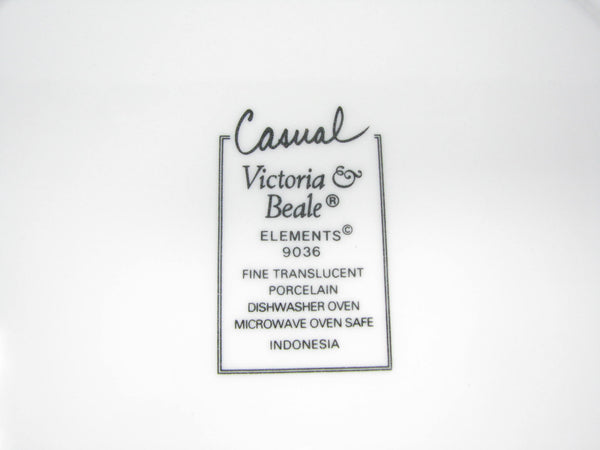 Casual
Victoria &
Beale®
ELEMENTS©
9036
FINE TRANSLUCENT
PORCELAIN
DISHWASHER OVEN
MICROWAVE OVEN SAFE
INDONESIA